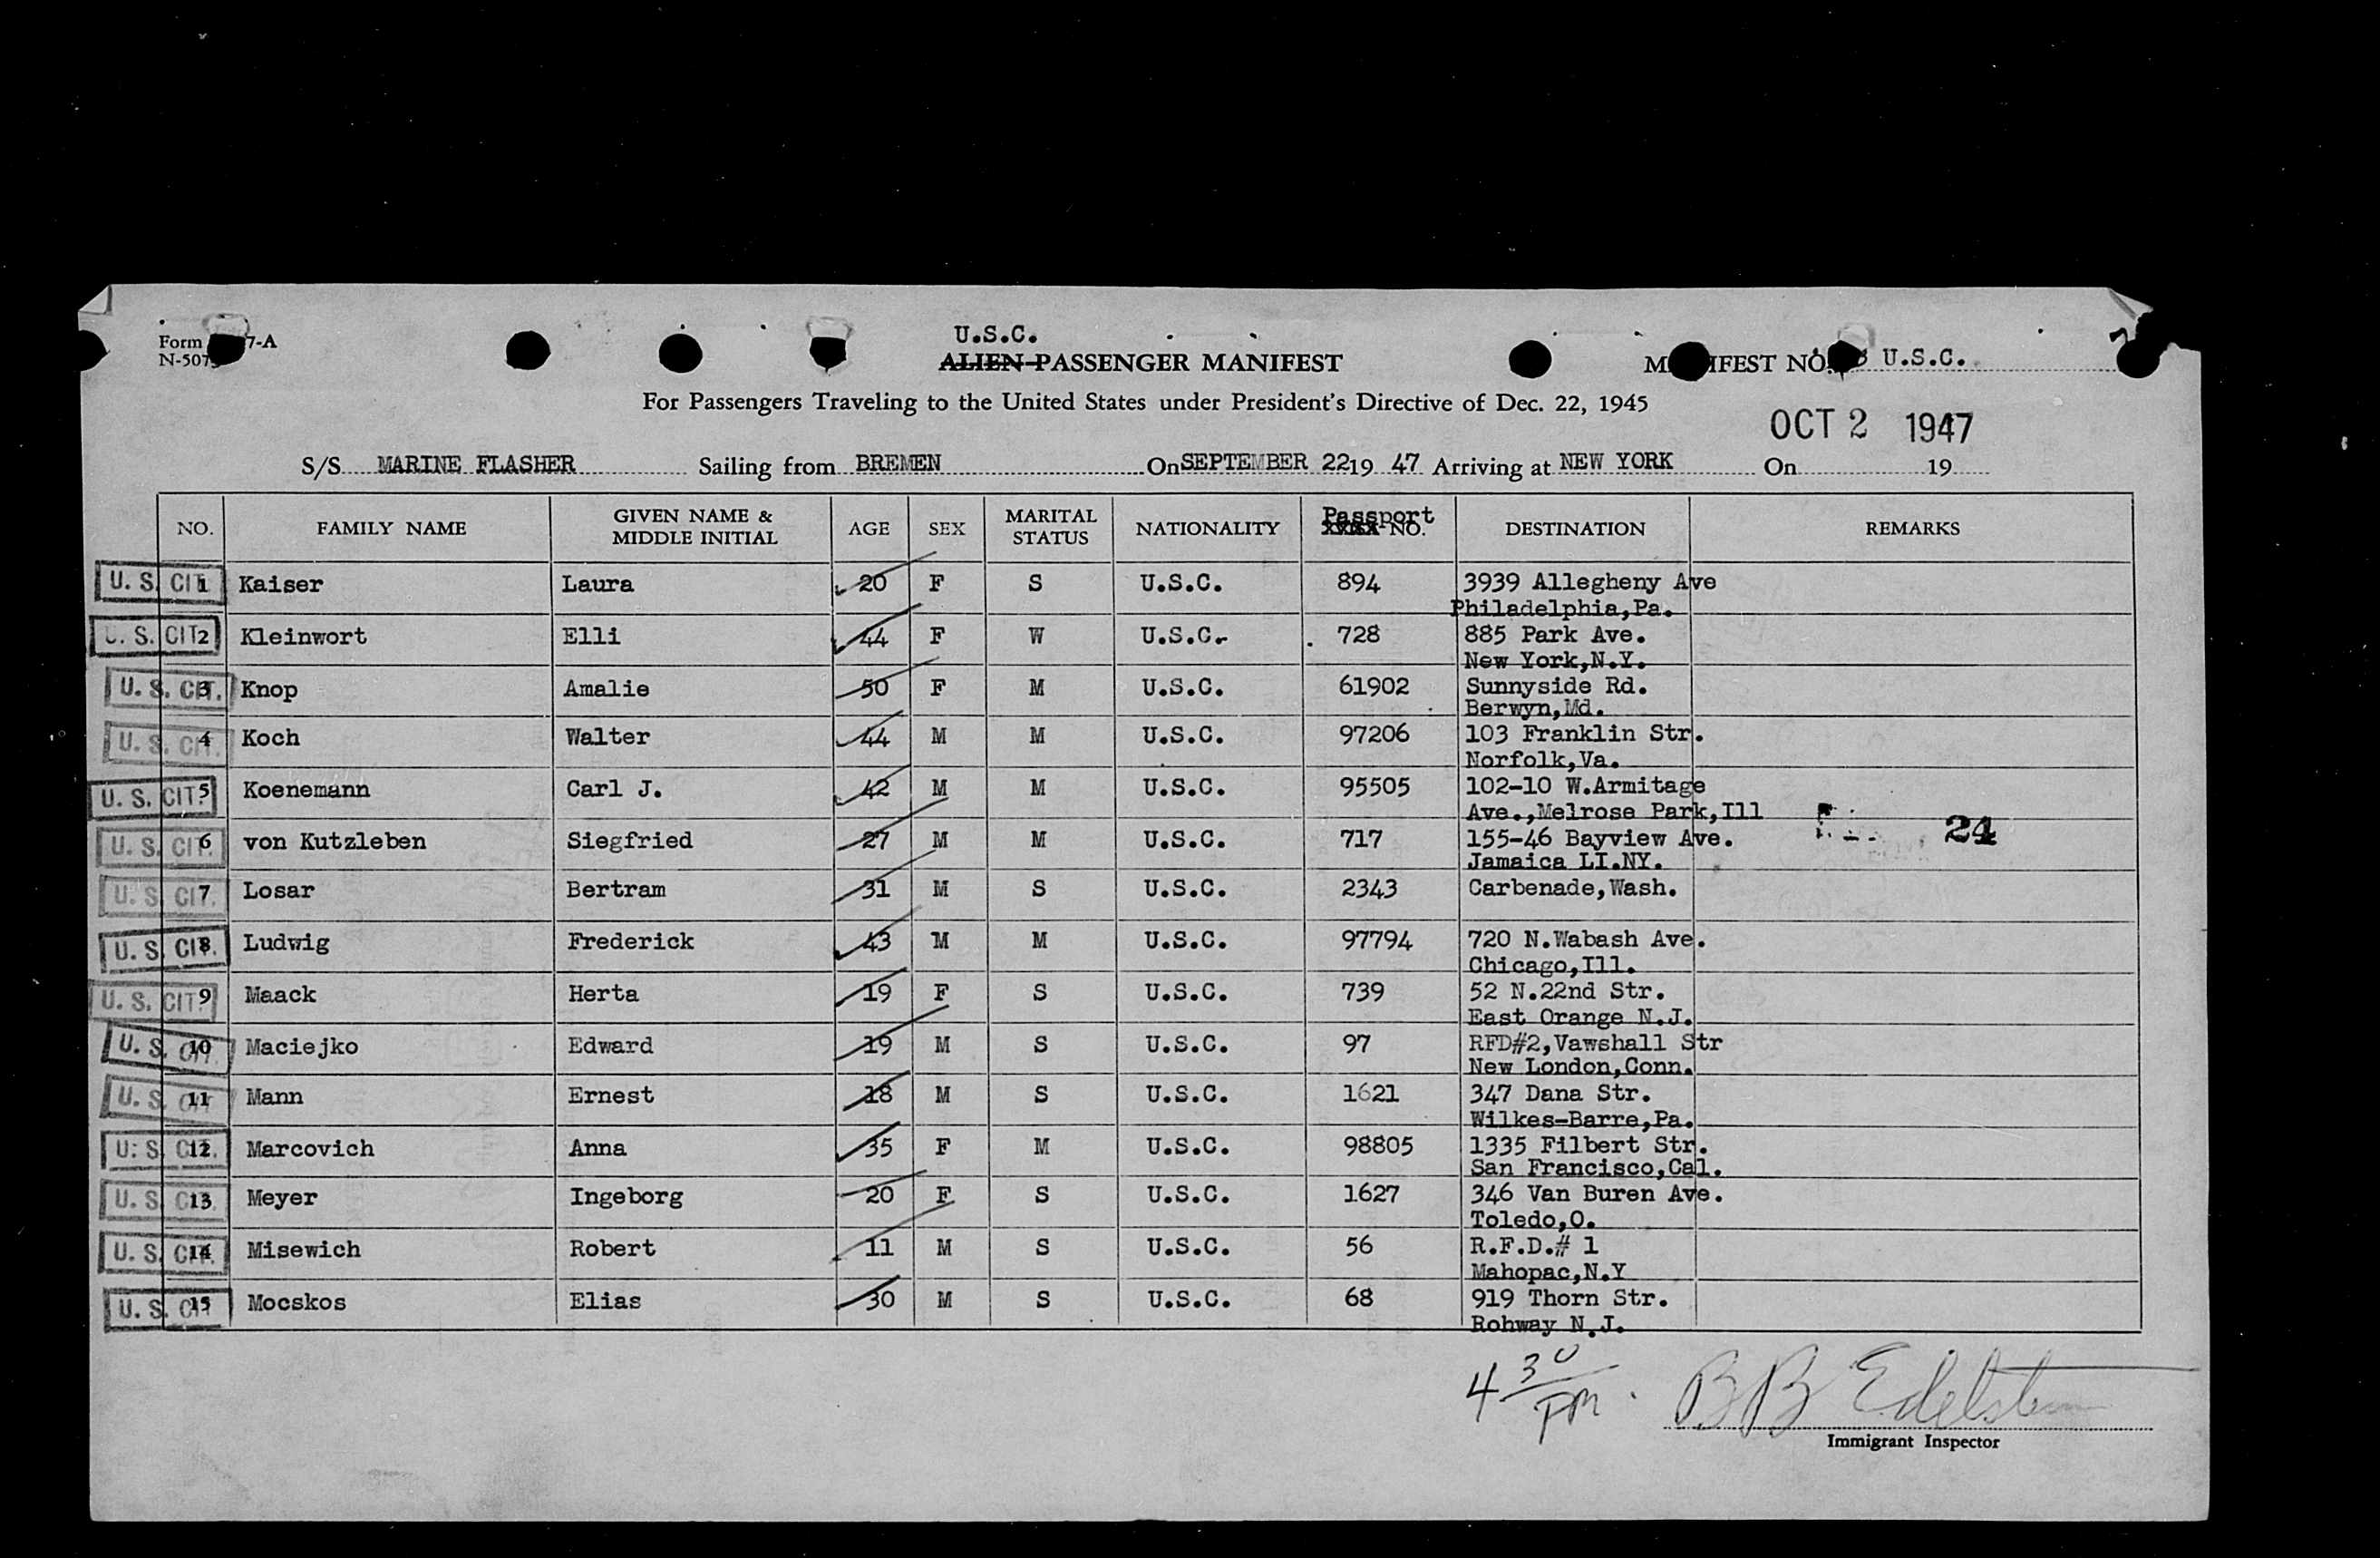 Form 7-A
N-507
U.S.C.
ALIEN PASSENGER MANIFEST
MANIFEST NO. U.S.C.
For Passengers Traveling to the United States under President's Directive of Dec. 22, 1945
OCT 2 1947
S/S MARINE FLASHER Sailing from BREMEN On SEPTEMBER 22 19 47 Arriving at NEW YORK On 19
NO. FAMILY NAME GIVEN NAME & MIDDLE INITIAL AGE SEX MARITAL STATUS NATIONALITY Passport NO. DESTINATION REMARKS
U. S. CIT. 1 Kaiser Laura 20 F S U.S.C. 894 3939 Allegheny Ave
Philadelphia,Pa.
U. S. CIT. 2 Kleinwort Elli 44 F W U.S.C. 728 885 Park Ave.
New York,N.Y.
U. S. CIT. 3 Knop Amalie 50 F M U.S.C. 61902 Sunnyside Rd.
Berwyn,Md.
U. S. CIT. 4 Koch Walter 44 M M U.S.C. 97206 103 Franklin Str.
Norfolk,Va.
U. S. CIT. 5 Koenemann Carl J. 42 M M U.S.C. 95505 102-10 W.Armitage
Ave.,Melrose Park,Ill
24
U. S. CIT. 6 von Kutzleben Siegfried 27 M M U.S.C. 717 155-46 Bayview Ave.
Jamaica LI.NY.
U. S. CIT. 7 Losar Bertram 31 M S U.S.C. 2343 Carbenade,Wash.
U. S. CIT. 8 Ludwig Frederick 43 M M U.S.C. 97794 720 N.Wabash Ave.
Chicago,Ill.
U. S. CIT. 9 Maack Herta 19 F S U.S.C. 739 52 N.22nd Str.
East Orange N.J.
U. S. CIT. 10 Maciejko Edward 19 M S U.S.C. 97 RFD#2,Vawshall Str
New London,Conn.
U. S. CIT 11 Mann Ernest 18 M S U.S.C. 1621 347 Dana Str.
Wilkes-Barre,Pa.
U. S. CIT. 12 Marcovich Anna 35 F M U.S.C. 98805 1335 Filbert Str.
San Francisco,Cal.
U. S. CIT. 13 Meyer Ingeborg 20 F S U.S.C. 1627 346 Van Buren Ave.
Toledo,O.
U. S. CIT. 14 Misewich Robert 11 M S U.S.C. 56 R.F.D.# 1
Mahopac,N.Y
U. S. CIT 15 Mocskos Elias 30 M S U.S.C. 68 919 Thorn Str.
Rohway N.J.
4 30 PM. BB Edelstein
Immigrant Inspector